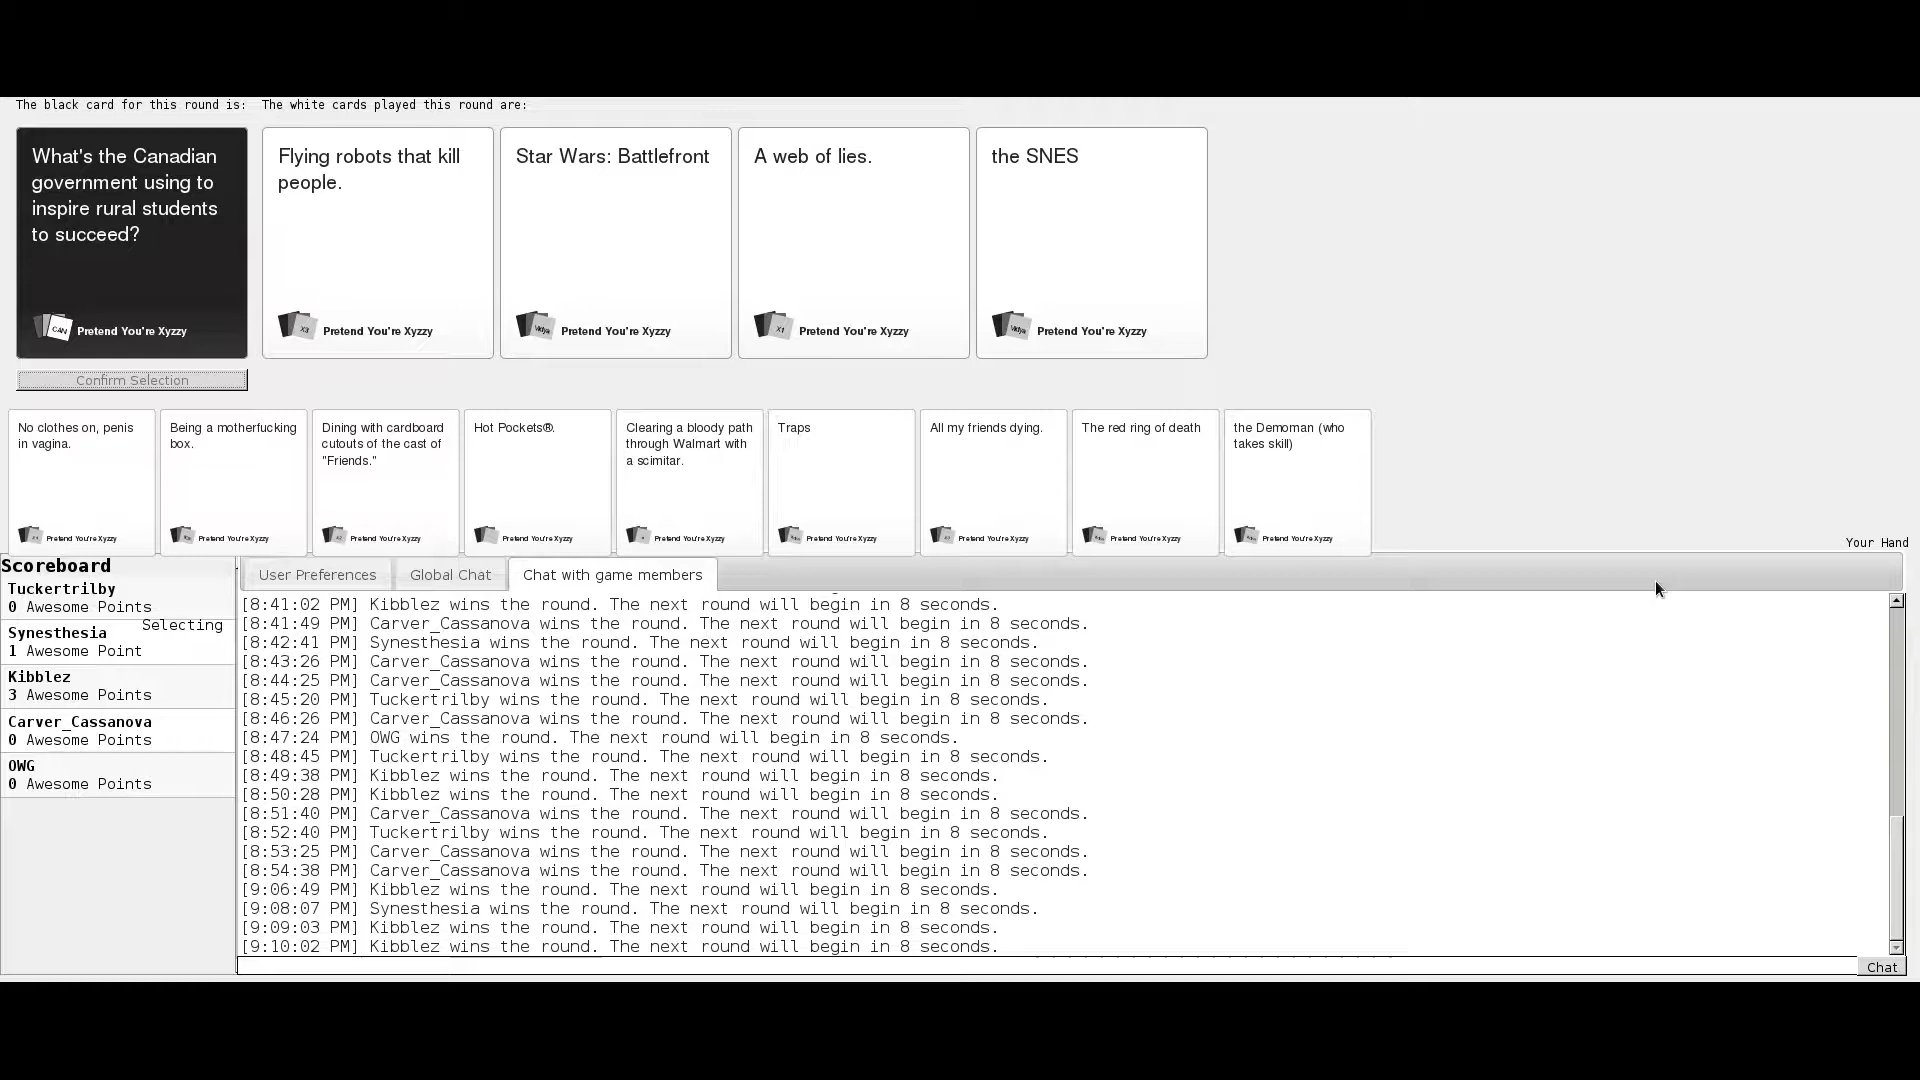 The black card for this round is: The white cards played this round are:
What's the Canadian
government using to
inspire rural students
to succeed?
CAN Pretend You're Xyzzy
Flying robots that kill
people.
X3 Pretend You're Xyzzy
Star Wars: Battlefront
Vidya Pretend You're Xyzzy
A web of lies.
X1 Pretend You're Xyzzy
the SNES
Vidya Pretend You're Xyzzy
Confirm Selection
No clothes on, penis
in vagina.
Pretend You're Xyzzy
Being a motherfucking
box.
Pretend You're Xyzzy
Dining with cardboard
cutouts of the cast of
"Friends."
Pretend You're Xyzzy
Hot Pockets®.
Pretend You're Xyzzy
Clearing a bloody path
through Walmart with
a scimitar.
Pretend You're Xyzzy
Traps
Pretend You're Xyzzy
All my friends dying.
Pretend You're Xyzzy
The red ring of death
Pretend You're Xyzzy
the Demoman (who
takes skill)
Pretend You're Xyzzy
Your Hand
Scoreboard
Tuckertrilby
0 Awesome Points
Selecting
Synesthesia
1 Awesome Point
Kibblez
3 Awesome Points
Carver_Cassanova
0 Awesome Points
OWG
0 Awesome Points
User Preferences Global Chat Chat with game members
[8:41:02 PM] Kibblez wins the round. The next round will begin in 8 seconds.
[8:41:49 PM] Carver_Cassanova wins the round. The next round will begin in 8 seconds.
[8:42:41 PM] Synesthesia wins the round. The next round will begin in 8 seconds.
[8:43:26 PM] Carver_Cassanova wins the round. The next round will begin in 8 seconds.
[8:44:25 PM] Carver_Cassanova wins the round. The next round will begin in 8 seconds.
[8:45:20 PM] Tuckertrilby wins the round. The next round will begin in 8 seconds.
[8:46:26 PM] Carver_Cassanova wins the round. The next round will begin in 8 seconds.
[8:47:24 PM] OWG wins the round. The next round will begin in 8 seconds.
[8:48:45 PM] Tuckertrilby wins the round. The next round will begin in 8 seconds.
[8:49:38 PM] Kibblez wins the round. The next round will begin in 8 seconds.
[8:50:28 PM] Kibblez wins the round. The next round will begin in 8 seconds.
[8:51:40 PM] Carver_Cassanova wins the round. The next round will begin in 8 seconds.
[8:52:40 PM] Tuckertrilby wins the round. The next round will begin in 8 seconds.
[8:53:25 PM] Carver_Cassanova wins the round. The next round will begin in 8 seconds.
[8:54:38 PM] Carver_Cassanova wins the round. The next round will begin in 8 seconds.
[9:06:49 PM] Kibblez wins the round. The next round will begin in 8 seconds.
[9:08:07 PM] Synesthesia wins the round. The next round will begin in 8 seconds.
[9:09:03 PM] Kibblez wins the round. The next round will begin in 8 seconds.
[9:10:02 PM] Kibblez wins the round. The next round will begin in 8 seconds.
Chat